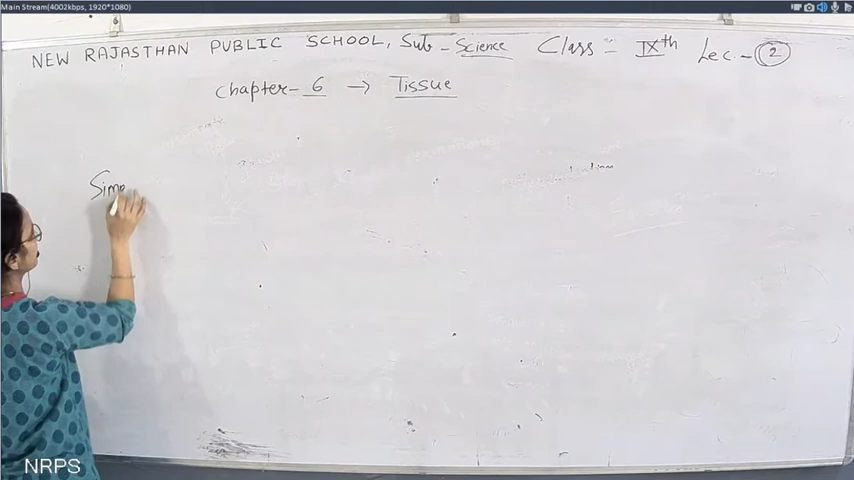 Main Stream(4002kbps, 1920*1080)
NEW RAJASTHAN PUBLIC SCHOOL, Sub - Science Class - IXth Lec. - 2
Chapter - 6 → Tissue
Simp
NRPS